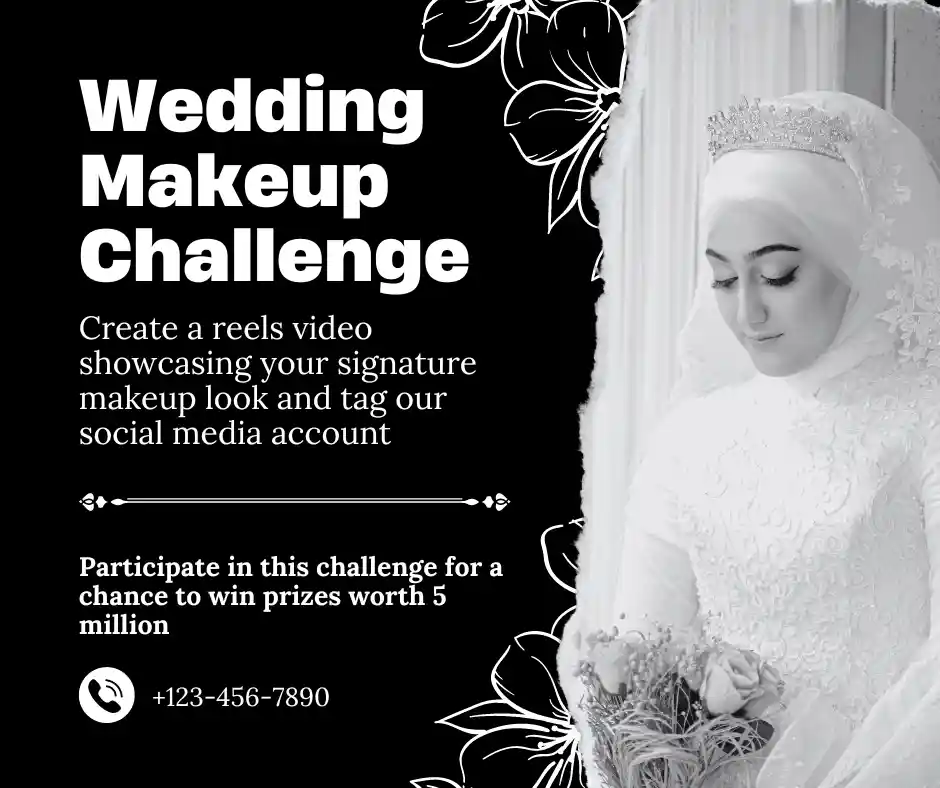 Wedding
Makeup
Challenge
Create a reels video
showcasing your signature
makeup look and tag our
social media account
Participate in this challenge for a
chance to win prizes worth 5
million
+123-456-7890